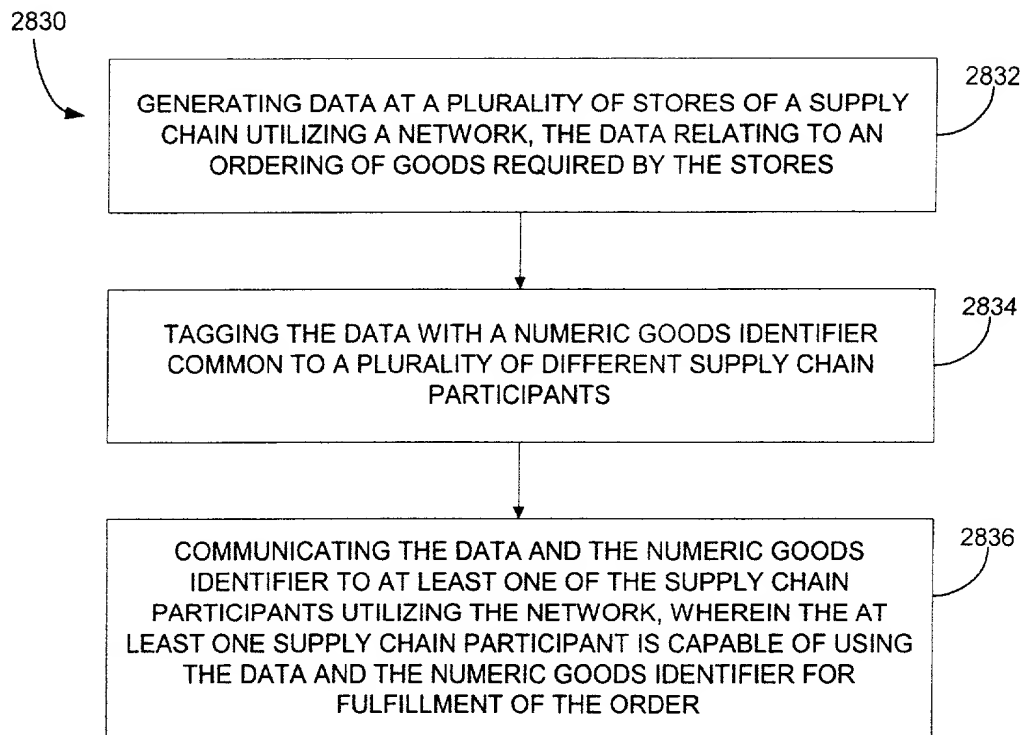 2830
2832
GENERATING DATA AT A PLURALITY OF STORES OF A SUPPLY
CHAIN UTILIZING A NETWORK, THE DATA RELATING TO AN
ORDERING OF GOODS REQUIRED BY THE STORES
2834
TAGGING THE DATA WITH A NUMERIC GOODS IDENTIFIER
COMMON TO A PLURALITY OF DIFFERENT SUPPLY CHAIN
PARTICIPANTS
2836
COMMUNICATING THE DATA AND THE NUMERIC GOODS
IDENTIFIER TO AT LEAST ONE OF THE SUPPLY CHAIN
PARTICIPANTS UTILIZING THE NETWORK, WHEREIN THE AT
LEAST ONE SUPPLY CHAIN PARTICIPANT IS CAPABLE OF USING
THE DATA AND THE NUMERIC GOODS IDENTIFIER FOR
FULFILLMENT OF THE ORDER